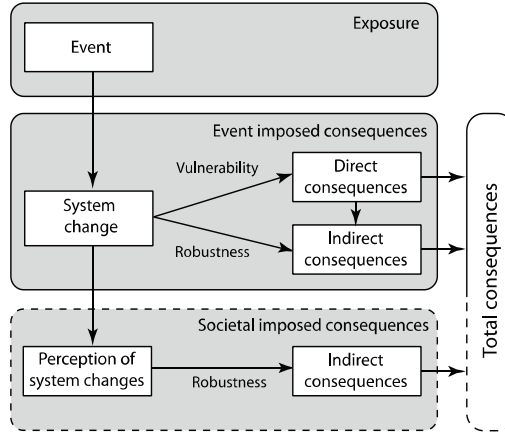 Exposure
Event
Event imposed consequences
Vulnerability
Direct
consequences
System
change
Robustness
Indirect
consequences
Societal imposed consequences
Perception of
system changes
Robustness
Indirect
consequences
Total consequences